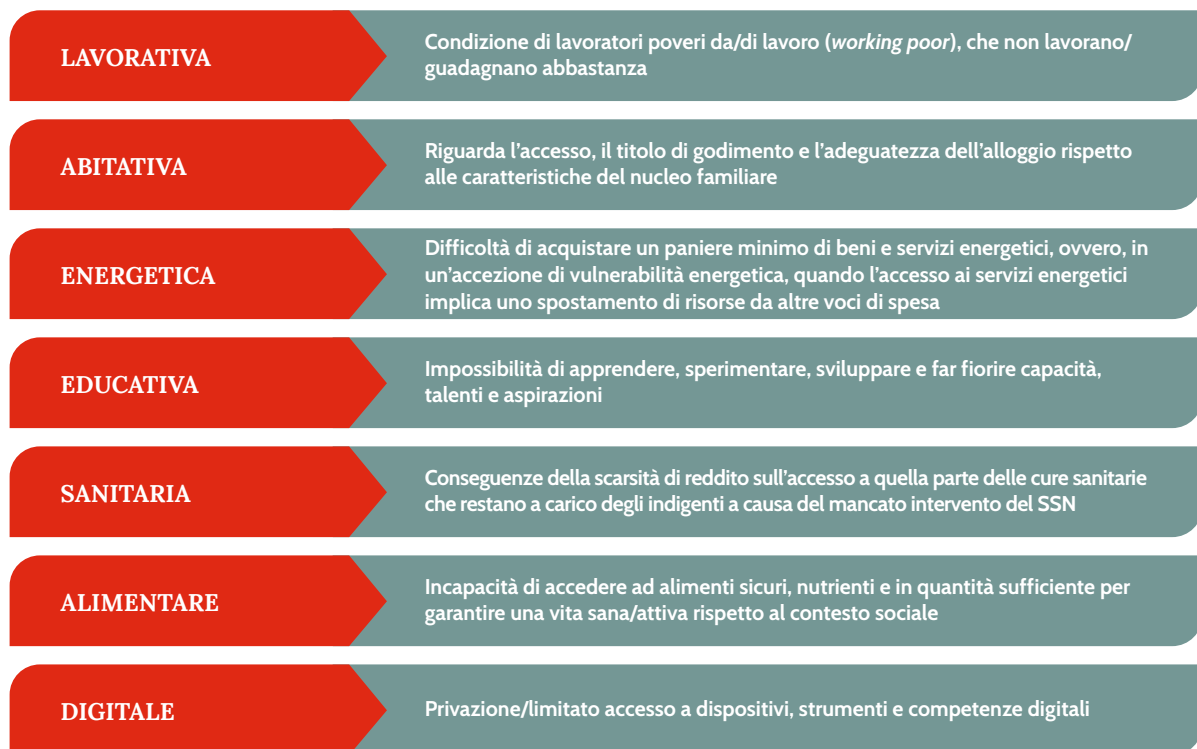 LAVORATIVA
Condizione di lavoratori poveri da/di lavoro (working poor), che non lavorano/
guadagnano abbastanza
ABITATIVA
Riguarda l'accesso, il titolo di godimento e l'adeguatezza dell'alloggio rispetto
alle caratteristiche del nucleo familiare
ENERGETICA
Difficoltà di acquistare un paniere minimo di beni e servizi energetici, ovvero, in
un'accezione di vulnerabilità energetica, quando l'accesso ai servizi energetici
implica uno spostamento di risorse da altre voci di spesa
EDUCATIVA
Impossibilità di apprendere, sperimentare, sviluppare e far fiorire capacità,
talenti e aspirazioni
SANITARIA
Conseguenze della scarsità di reddito sull'accesso a quella parte delle cure sanitarie
che restano a carico degli indigenti a causa del mancato intervento del SSN
ALIMENTARE
Incapacità di accedere ad alimenti sicuri, nutrienti e in quantità sufficiente per
garantire una vita sana/attiva rispetto al contesto sociale
DIGITALE
Privazione/limitato accesso a dispositivi, strumenti e competenze digitali